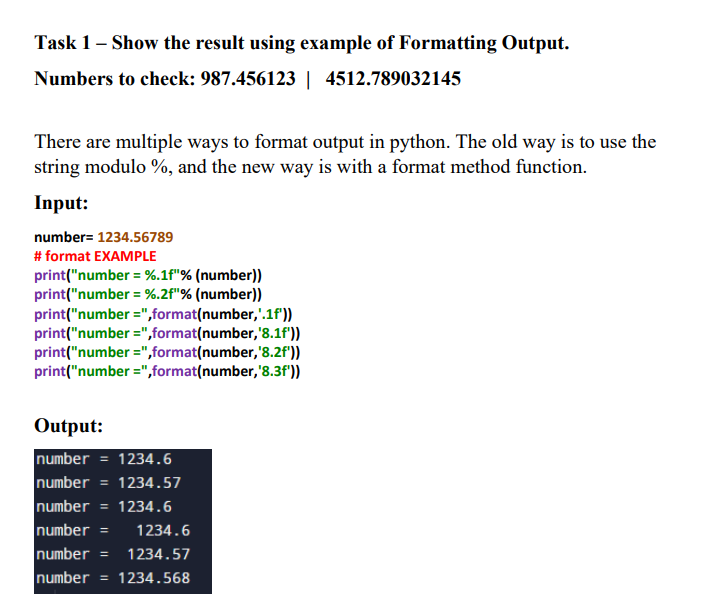 Task 1 – Show the result using example of Formatting Output.
Numbers to check: 987.456123 | 4512.789032145
There are multiple ways to format output in python. The old way is to use the
string modulo %, and the new way is with a format method function.
Input:
number= 1234.56789
# format EXAMPLE
print("number = %.1f"% (number))
print("number = %.2f"% (number))
print("number =",format(number,'.1f'))
print("number =",format(number,'8.1f'))
print("number =",format(number,'8.2f'))
print("number =",format(number,'8.3f'))
Output:
number = 1234.6
number = 1234.57
number = 1234.6
number =   1234.6
number =  1234.57
number = 1234.568